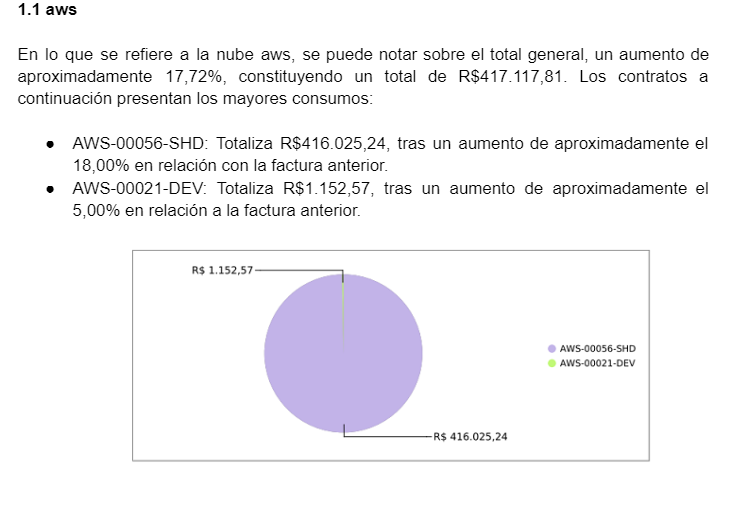 1.1 aws
En lo que se refiere a la nube aws, se puede notar sobre el total general, un aumento de
aproximadamente 17,72%, constituyendo un total de R$417.117,81. Los contratos a
continuación presentan los mayores consumos:
● AWS-00056-SHD: Totaliza R$416.025,24, tras un aumento de aproximadamente el
18,00% en relación con la factura anterior.
● AWS-00021-DEV: Totaliza R$1.152,57, tras un aumento de aproximadamente el
5,00% en relación a la factura anterior.
R$ 1.152,57
AWS-00056-SHD
AWS-00021-DEV
R$ 416.025,24